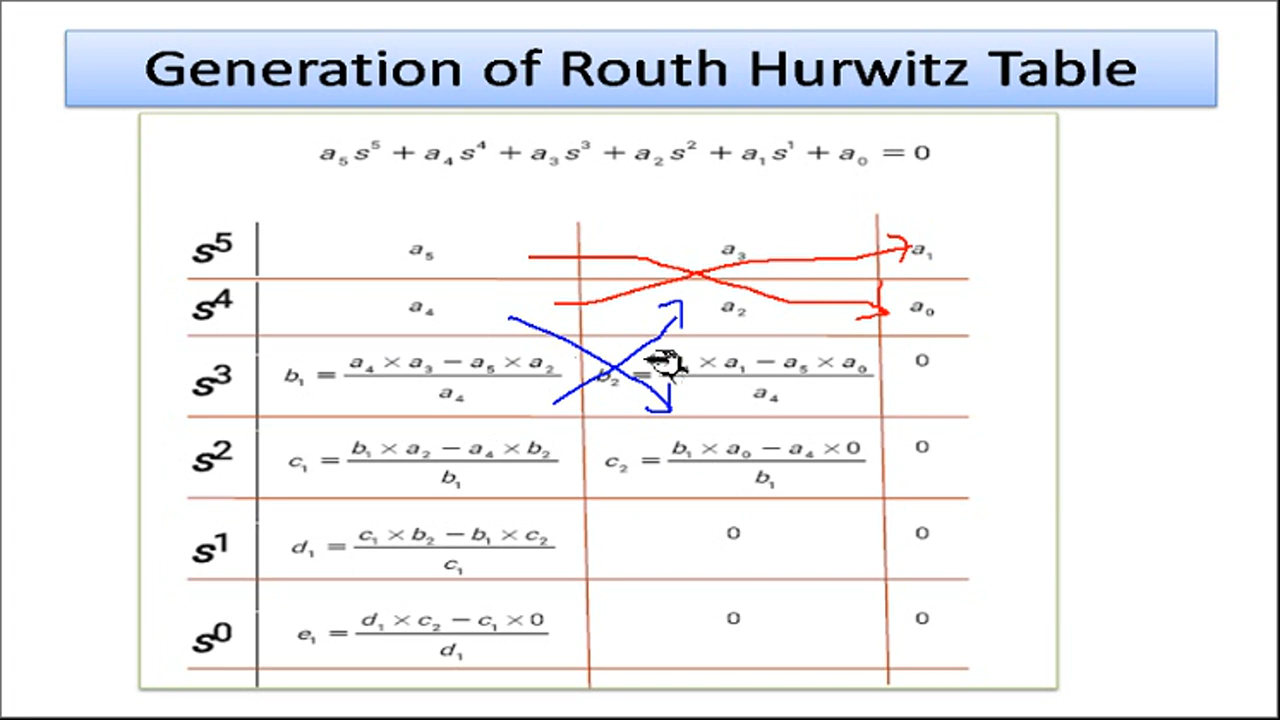 Generation of Routh Hurwitz Table
a₅s⁵ + a₄s⁴ + a₃s³ + a₂s² + a₁s¹ + a₀ = 0
s⁵ a₅ a₃ a₁
s⁴ a₄ a₂ a₀
s³ b₁ = (a₄ × a₃ − a₅ × a₂) / a₄ b₂ = × a₁ − a₅ × a₀ / a₄ 0
s² c₁ = (b₁ × a₂ − a₄ × b₂) / b₁ c₂ = (b₁ × a₀ − a₄ × 0) / b₁ 0
s¹ d₁ = (c₁ × b₂ − b₁ × c₂) / c₁ 0 0
s⁰ e₁ = (d₁ × c₂ − c₁ × 0) / d₁ 0 0